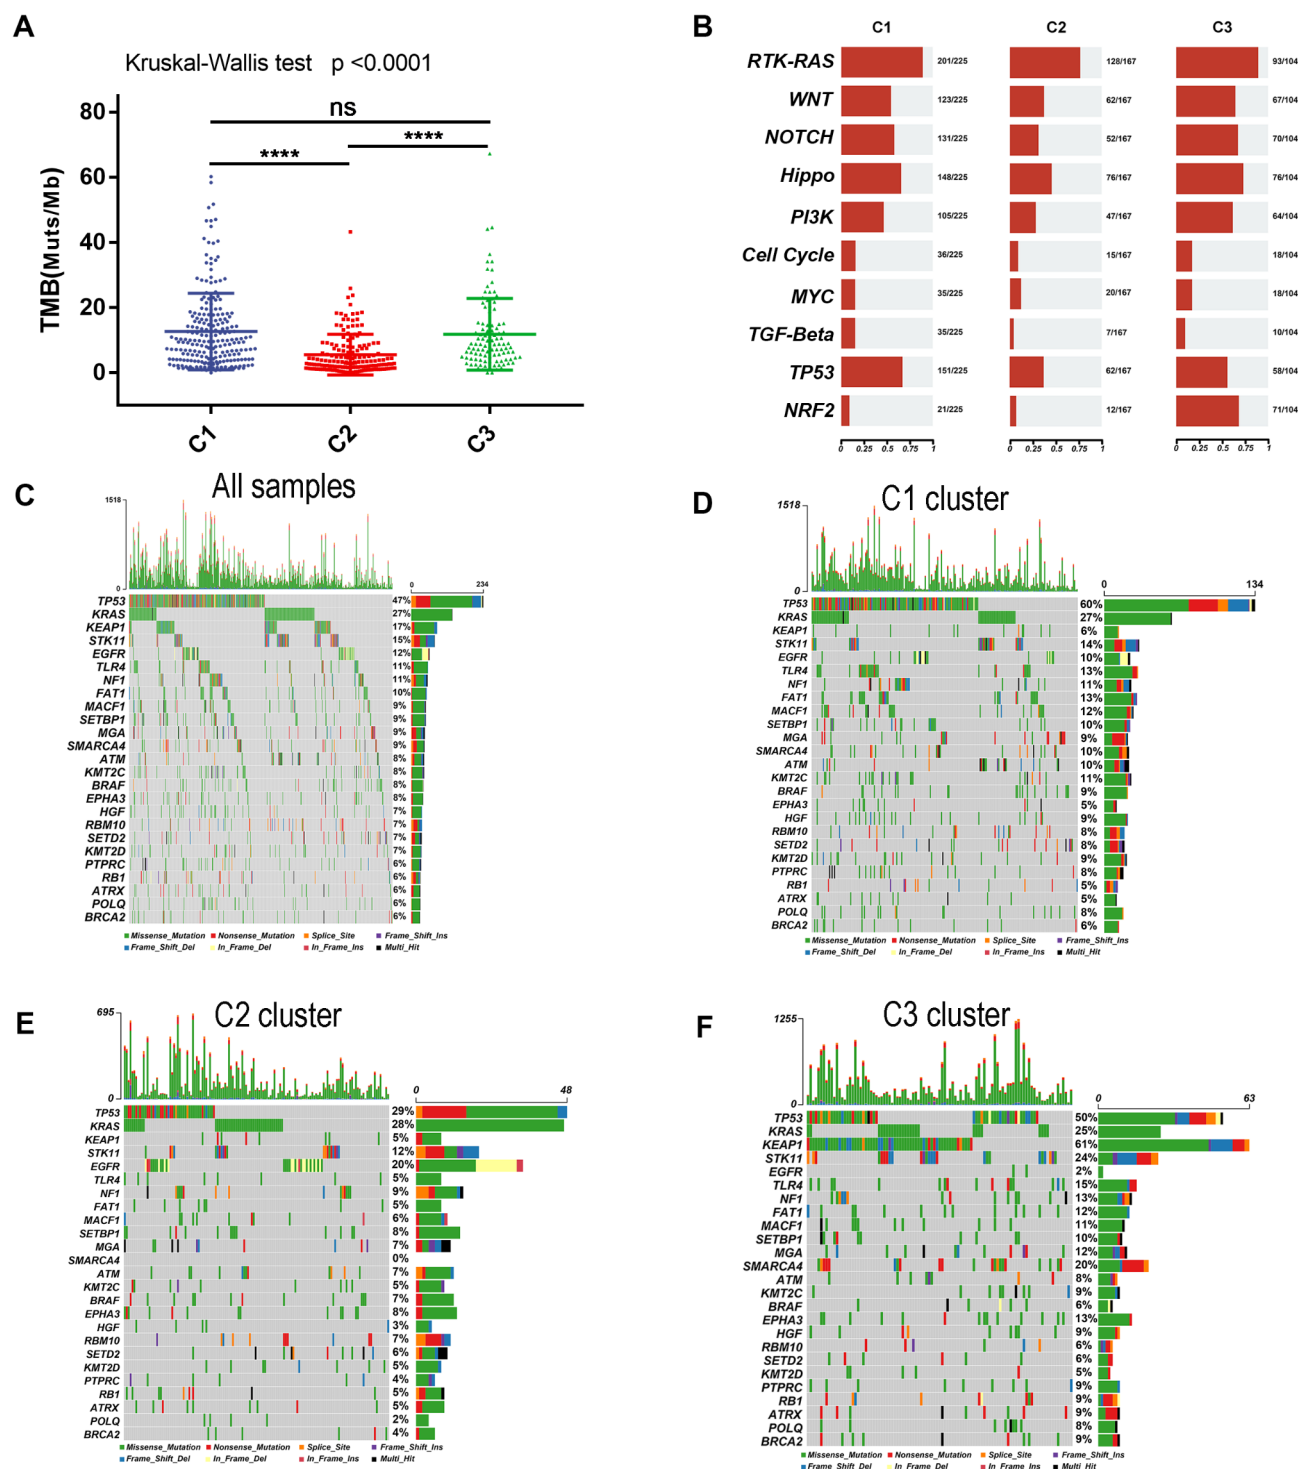 A
Kruskal-Wallis test p <0.0001
ns
****
****
TMB(Muts/Mb)
80
60
40
20
0
C1
C2
C3
B
C1 C2 C3
RTK-RAS 201/225 128/167 93/104
WNT 123/225 62/167 67/104
NOTCH 131/225 52/167 70/104
Hippo 148/225 76/167 76/104
PI3K 105/225 47/167 64/104
Cell Cycle 36/225 15/167 18/104
MYC 35/225 20/167 18/104
TGF-Beta 35/225 7/167 10/104
TP53 151/225 62/167 58/104
NRF2 21/225 12/167 71/104
0 0.25 0.5 0.75 1 0 0.25 0.5 0.75 1 0 0.25 0.5 0.75 1
C
All samples
1518
0
0 234
TP53 47%
KRAS 27%
KEAP1 17%
STK11 15%
EGFR 12%
TLR4 11%
NF1 11%
FAT1 10%
MACF1 9%
SETBP1 9%
MGA 9%
SMARCA4 9%
ATM 8%
KMT2C 8%
BRAF 8%
EPHA3 8%
HGF 7%
RBM10 7%
SETD2 7%
KMT2D 7%
PTPRC 6%
RB1 6%
ATRX 6%
POLQ 6%
BRCA2 6%
Missense_Mutation Nonsense_Mutation Splice_Site Frame_Shift_Ins
Frame_Shift_Del In_Frame_Del In_Frame_Ins Multi_Hit
D
C1 cluster
1518
0
0 134
TP53 60%
KRAS 27%
KEAP1 6%
STK11 14%
EGFR 10%
TLR4 13%
NF1 11%
FAT1 13%
MACF1 12%
SETBP1 10%
MGA 9%
SMARCA4 10%
ATM 10%
KMT2C 11%
BRAF 9%
EPHA3 5%
HGF 9%
RBM10 8%
SETD2 8%
KMT2D 9%
PTPRC 8%
RB1 5%
ATRX 5%
POLQ 8%
BRCA2 6%
Missense_Mutation Nonsense_Mutation Splice_Site Frame_Shift_Ins
Frame_Shift_Del In_Frame_Del In_Frame_Ins Multi_Hit
E
C2 cluster
695
0
0 48
TP53 29%
KRAS 28%
KEAP1 5%
STK11 12%
EGFR 20%
TLR4 5%
NF1 9%
FAT1 5%
MACF1 6%
SETBP1 8%
MGA 7%
SMARCA4 0%
ATM 7%
KMT2C 5%
BRAF 7%
EPHA3 8%
HGF 3%
RBM10 7%
SETD2 6%
KMT2D 5%
PTPRC 4%
RB1 5%
ATRX 5%
POLQ 2%
BRCA2 4%
Missense_Mutation Nonsense_Mutation Splice_Site Frame_Shift_Ins
Frame_Shift_Del In_Frame_Del In_Frame_Ins Multi_Hit
F
C3 cluster
1255
0
0 63
TP53 50%
KRAS 25%
KEAP1 61%
STK11 24%
EGFR 2%
TLR4 15%
NF1 13%
FAT1 12%
MACF1 11%
SETBP1 10%
MGA 12%
SMARCA4 20%
ATM 8%
KMT2C 9%
BRAF 6%
EPHA3 13%
HGF 9%
RBM10 6%
SETD2 6%
KMT2D 5%
PTPRC 9%
RB1 9%
ATRX 9%
POLQ 8%
BRCA2 9%
Missense_Mutation Nonsense_Mutation Splice_Site Frame_Shift_Ins
Frame_Shift_Del In_Frame_Del In_Frame_Ins Multi_Hit